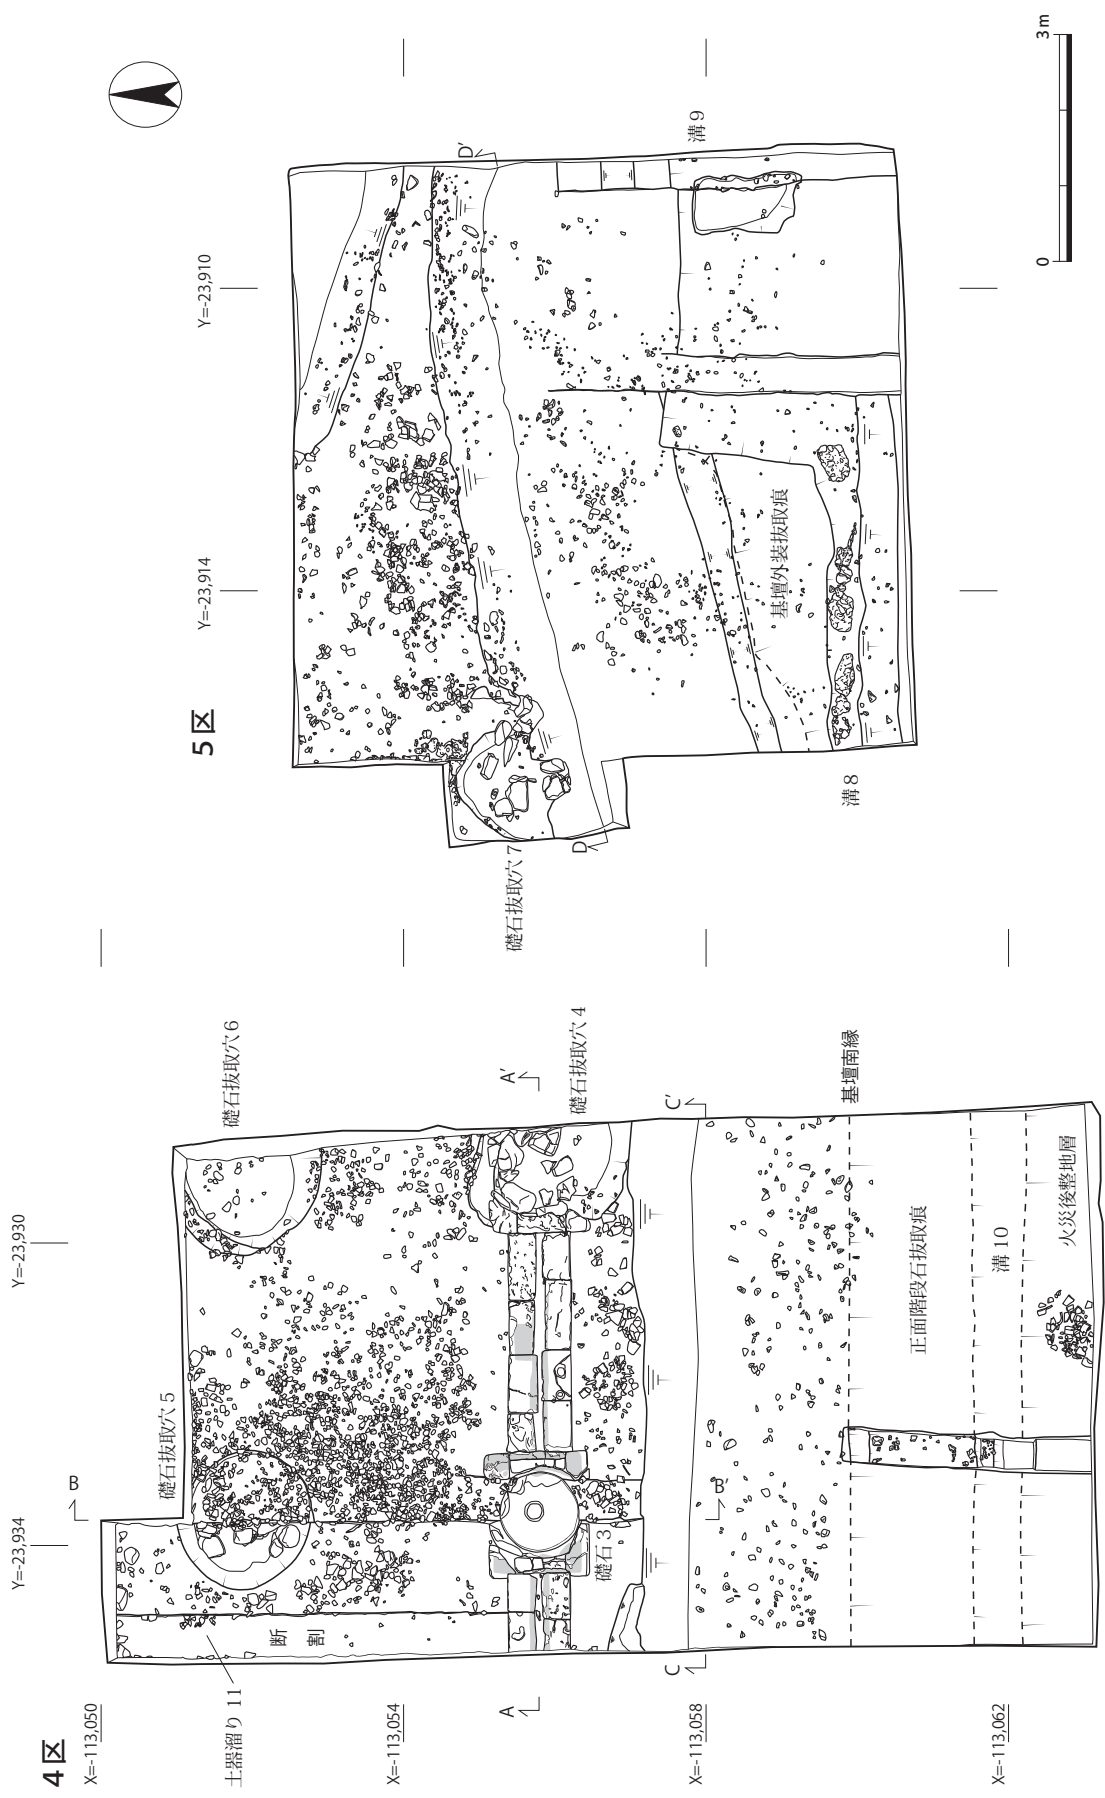 4区
Y=-23,934
Y=-23,930
X=-113,050
X=-113,054
X=-113,058
X=-113,062
B
B′
A
A′
C
C′
礎石抜取穴5
礎石抜取穴6
礎石抜取穴4
土器溜り 11
断割
礎石3
基壇南縁
正面階段石抜取痕
溝10
火災後整地層
5区
Y=-23,914
Y=-23,910
D
D′
礎石抜取穴7
基壇外装抜取痕
溝8
溝9
0
3m